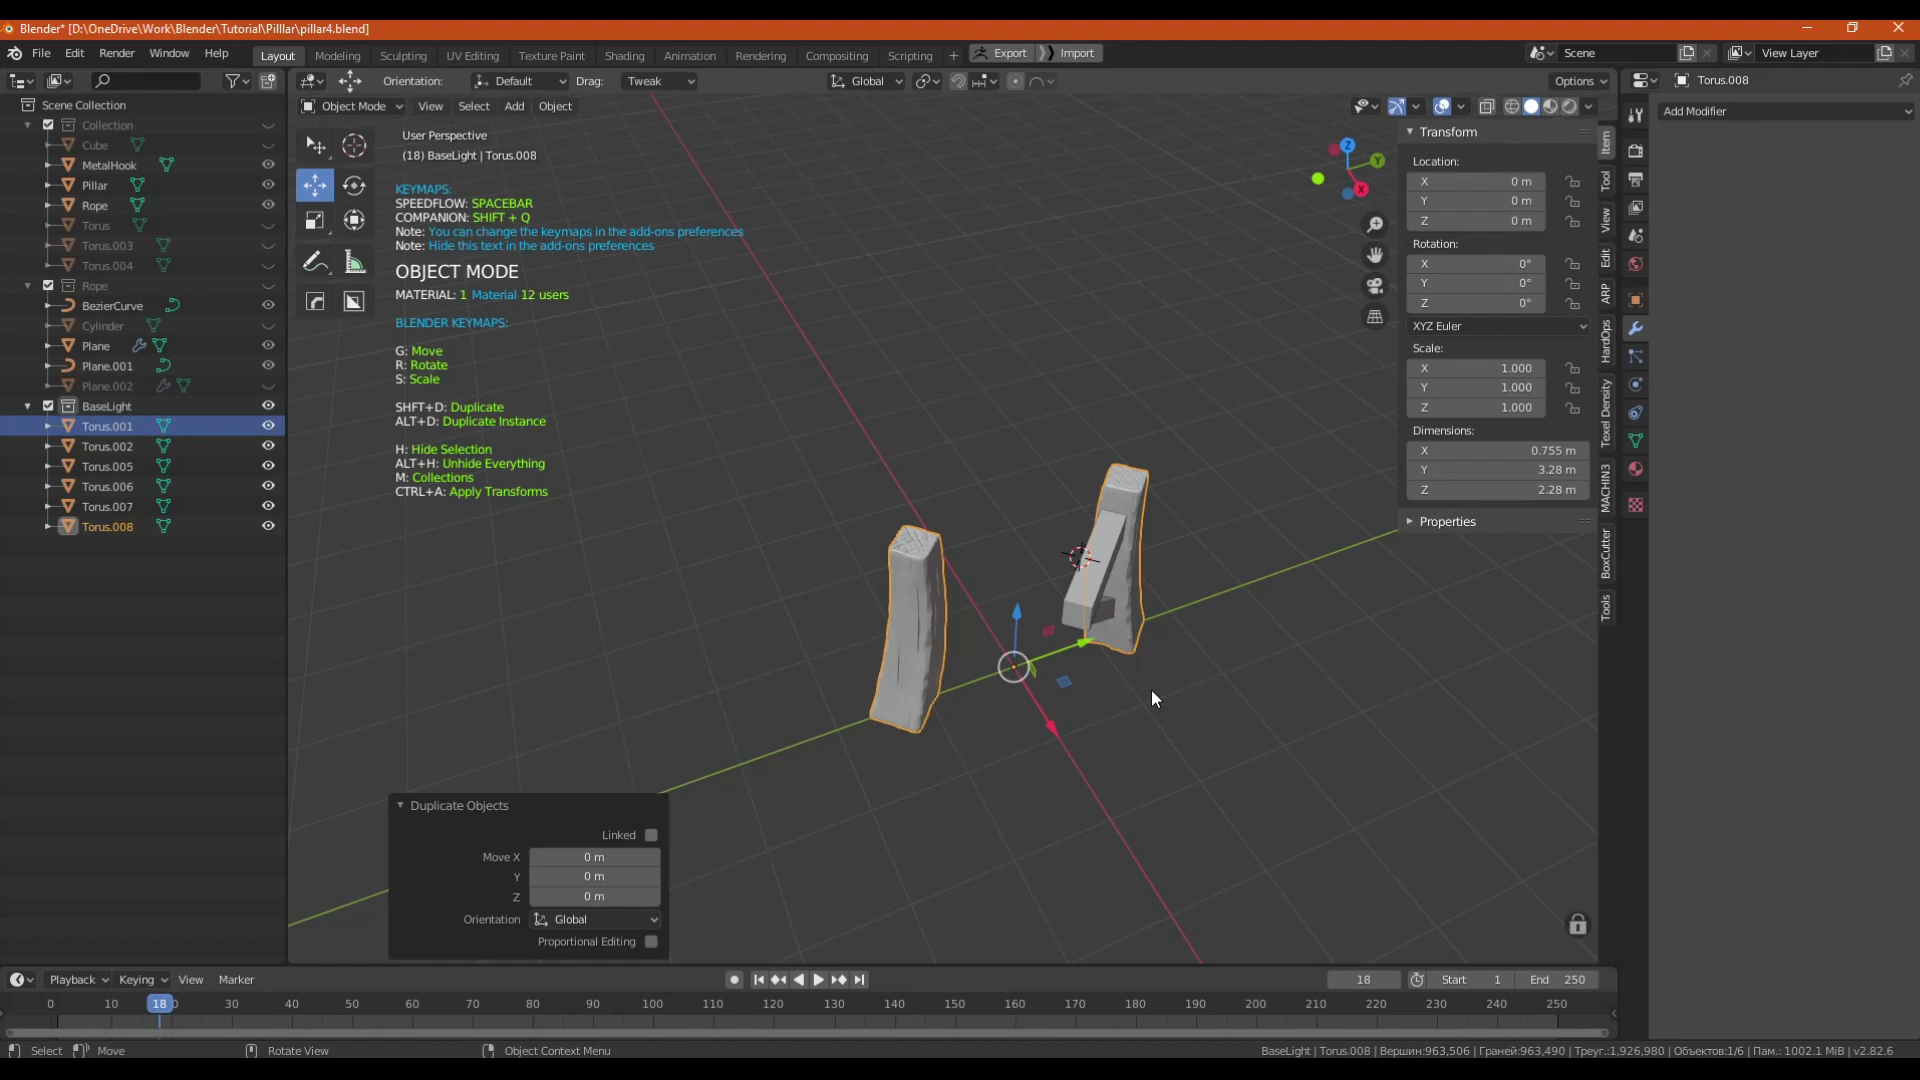 Blender* [D:\OneDrive\Work\Blender\Tutorial\Pilllar\pillar4.blend]
File Edit Render Window Help Layout Modeling Sculpting UV Editing Texture Paint Shading Animation Rendering Compositing Scripting + Export Import Scene View Layer
Orientation: Default Drag: Tweak Global Options Torus.008
Object Mode View Select Add Object
Add Modifier
Scene Collection
Collection
Cube
MetalHook
Pillar
Rope
Torus
Torus.003
Torus.004
Rope
BezierCurve
Cylinder
Plane
Plane.001
Plane.002
BaseLight
Torus.001
Torus.002
Torus.005
Torus.006
Torus.007
Torus.008
User Perspective
(18) BaseLight | Torus.008
KEYMAPS:
SPEEDFLOW: SPACEBAR
COMPANION: SHIFT + Q
Note: You can change the keymaps in the add-ons preferences
Note: Hide this text in the add-ons preferences
OBJECT MODE
MATERIAL: 1 Material 12 users
BLENDER KEYMAPS:
G: Move
R: Rotate
S: Scale
SHFT+D: Duplicate
ALT+D: Duplicate Instance
H: Hide Selection
ALT+H: Unhide Everything
M: Collections
CTRL+A: Apply Transforms
Z
Y
X
Transform
Location:
X 0 m
Y 0 m
Z 0 m
Rotation:
X 0°
Y 0°
Z 0°
XYZ Euler
Scale:
X 1.000
Y 1.000
Z 1.000
Dimensions:
X 0.755 m
Y 3.28 m
Z 2.28 m
Properties
Item
Tool
View
Edit
ARP
HardOps
Texel Density
MACHIN3
BoxCutter
Tools
Duplicate Objects
Linked
Move X 0 m
Y 0 m
Z 0 m
Orientation Global
Proportional Editing
Playback Keying View Marker 18 Start 1 End 250
0 10 18 30 40 50 60 70 80 90 100 110 120 130 140 150 160 170 180 190 200 210 220 230 240 250
Select Move Rotate View Object Context Menu BaseLight | Torus.008 | Вершин:963,506 | Граней:963,490 | Треуг.:1,926,980 | Объектов:1/6 | Пам.: 1002.1 MiB | v2.82.6